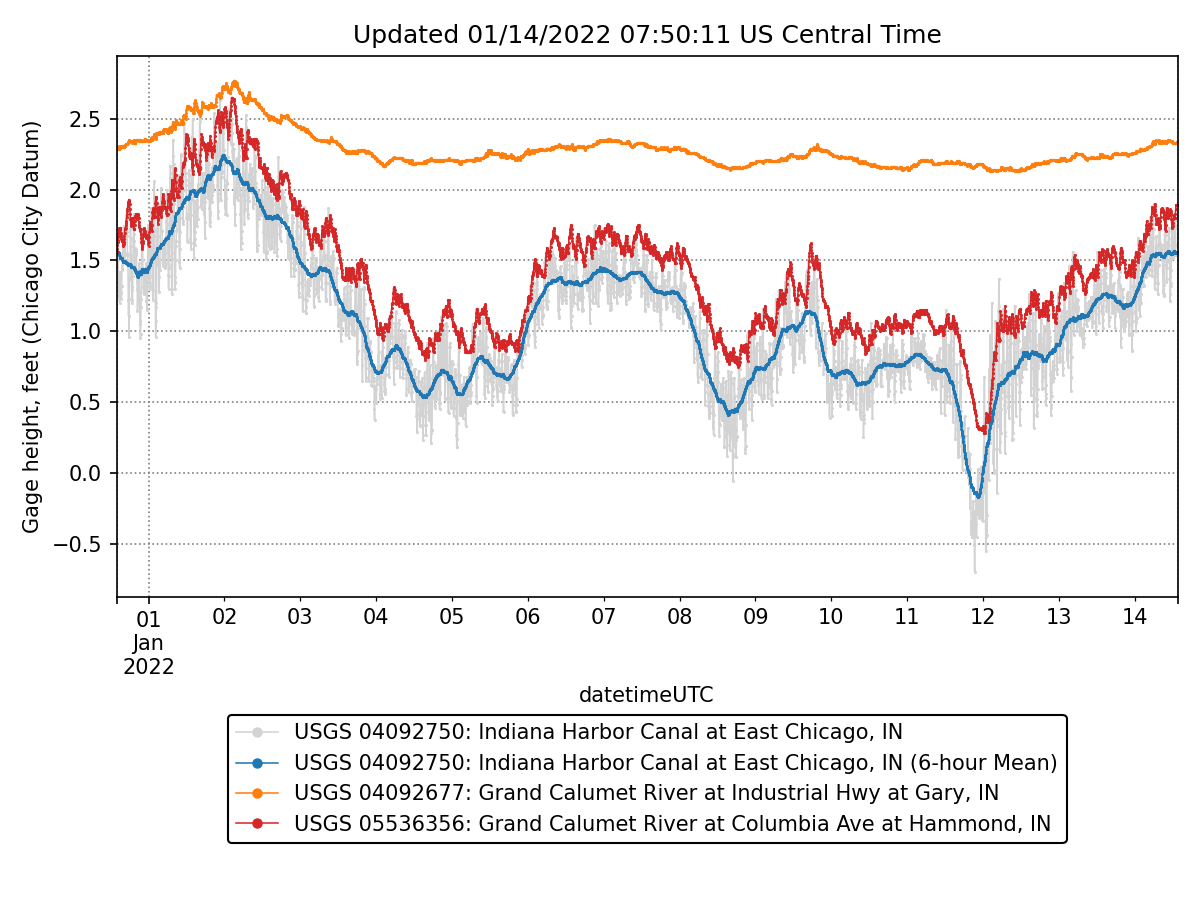 Updated 01/14/2022 07:50:11 US Central Time
Gage height, feet (Chicago City Datum)
2.5
2.0
1.5
1.0
0.5
0.0
−0.5
01 02 03 04 05 06 07 08 09 10 11 12 13 14
Jan
2022
datetimeUTC
USGS 04092750: Indiana Harbor Canal at East Chicago, IN
USGS 04092750: Indiana Harbor Canal at East Chicago, IN (6-hour Mean)
USGS 04092677: Grand Calumet River at Industrial Hwy at Gary, IN
USGS 05536356: Grand Calumet River at Columbia Ave at Hammond, IN